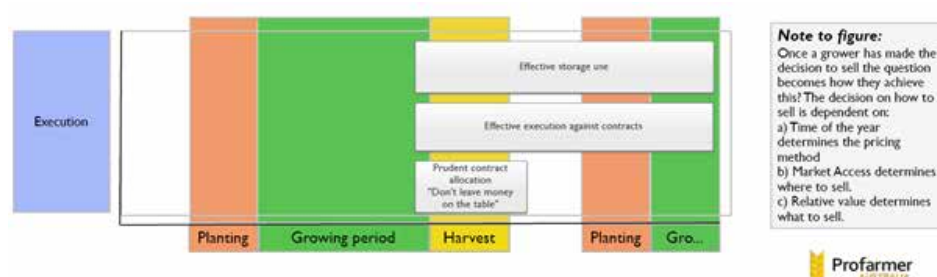 Execution
Effective storage use
Effective execution against contracts
Prudent contract
allocation
"Don't leave money
on the table"
Planting
Growing period
Harvest
Planting
Gro...
Note to figure:
Once a grower has made the
decision to sell the question
becomes how they achieve
this? The decision on how to
sell is dependent on:
a) Time of the year
determines the pricing
method
b) Market Access determines
where to sell.
c) Relative value determines
what to sell.
Profarmer
AUSTRALIA